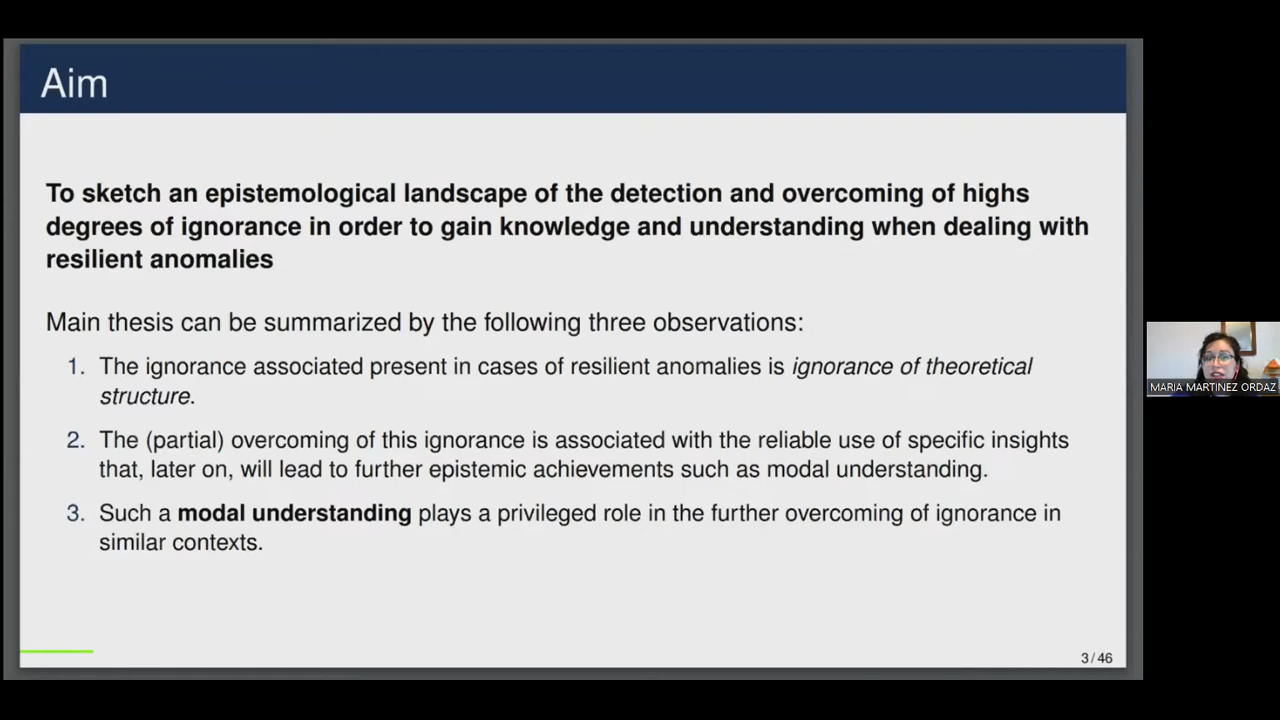 Aim
To sketch an epistemological landscape of the detection and overcoming of highs
degrees of ignorance in order to gain knowledge and understanding when dealing with
resilient anomalies
Main thesis can be summarized by the following three observations:
1. The ignorance associated present in cases of resilient anomalies is ignorance of theoretical
structure.
2. The (partial) overcoming of this ignorance is associated with the reliable use of specific insights
that, later on, will lead to further epistemic achievements such as modal understanding.
3. Such a modal understanding plays a privileged role in the further overcoming of ignorance in
similar contexts.
3 / 46
MARIA MARTINEZ ORDAZ